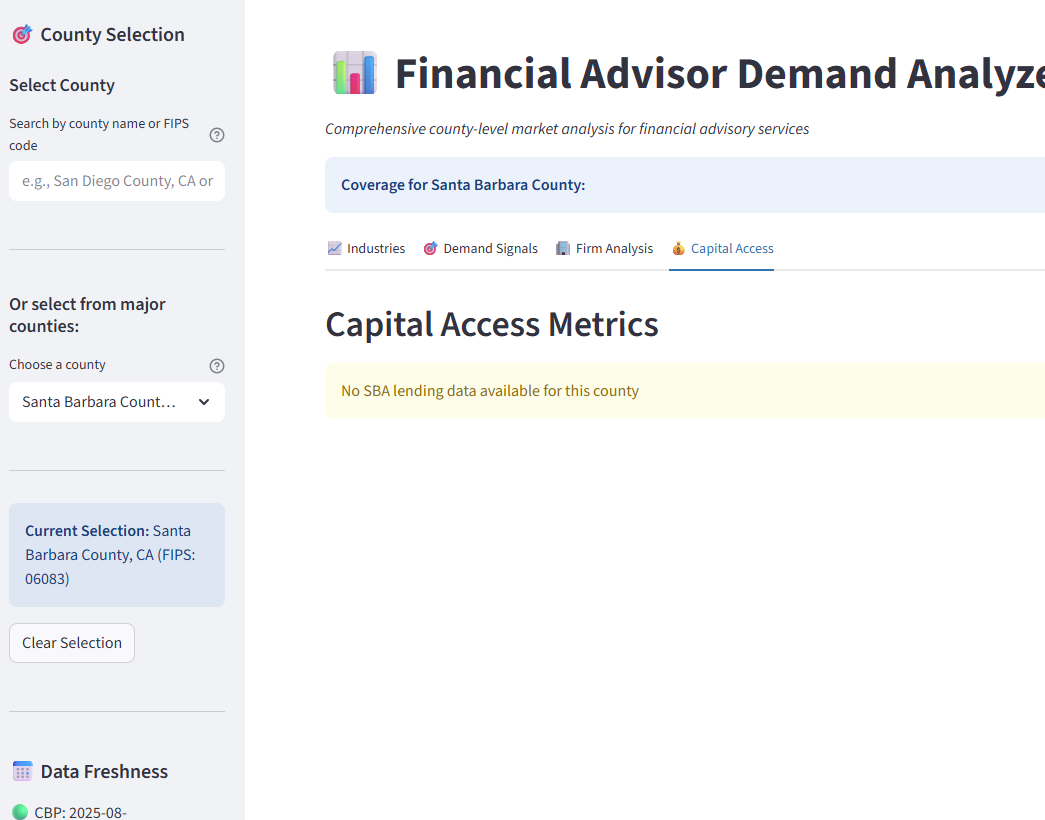 County Selection
Select County
Search by county name or FIPS
code
e.g., San Diego County, CA or
Or select from major
counties:
Choose a county
Santa Barbara Count...
Current Selection: Santa
Barbara County, CA (FIPS:
06083)
Clear Selection
Data Freshness
CBP: 2025-08-
Financial Advisor Demand Analyze
Comprehensive county-level market analysis for financial advisory services
Coverage for Santa Barbara County:
Industries Demand Signals Firm Analysis Capital Access
Capital Access Metrics
No SBA lending data available for this county